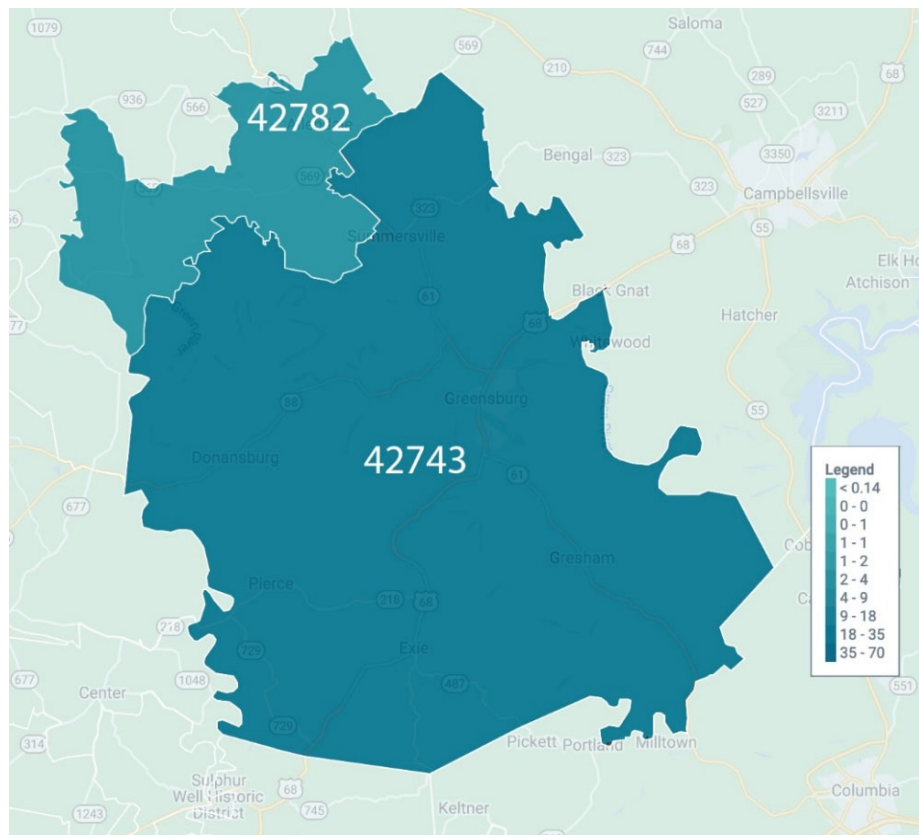 1079
569
Saloma
744
210
68
936
289
566
527
3211
42782
3350
Bengal
323
569
323
Campbellsville
323
55
Summersville
68
Elk Ho
Atchison
61
Black Gnat
Hatcher
68
Whitewood
88
Greensburg
55
Donansburg
42743
61
677
Legend
< 0.14
0 - 0
0 - 1
1 - 1
1 - 2
2 - 4
4 - 9
9 - 18
18 - 35
35 - 70
Gresham
Pierce
218
68
218
Exie
729
677
Center
1048
487
551
314
729
Pickett
Portland
Milltown
Sulphur
Well Historic
District
68
745
Keltner
1243
Columbia